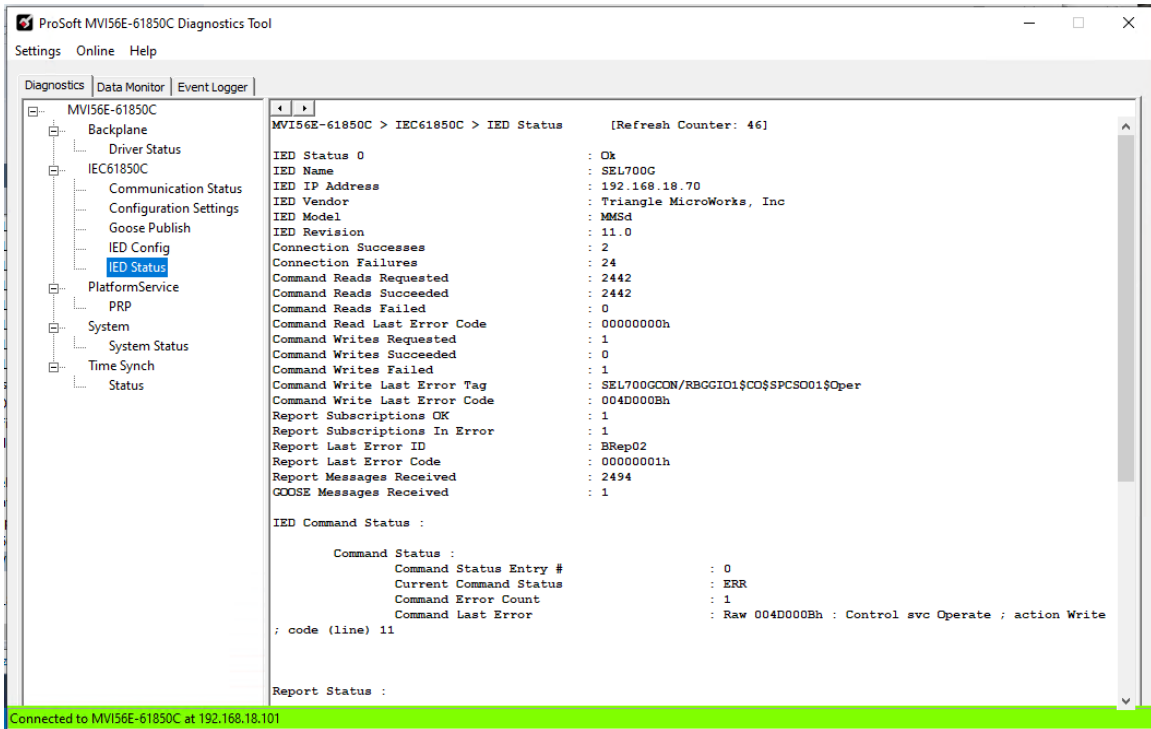 ProSoft MVI56E-61850C Diagnostics Tool
Settings Online Help
Diagnostics Data Monitor Event Logger
MVI56E-61850C
Backplane
Driver Status
IEC61850C
Communication Status
Configuration Settings
Goose Publish
IED Config
IED Status
PlatformService
PRP
System
System Status
Time Synch
Status
MVI56E-61850C > IEC61850C > IED Status [Refresh Counter: 46]
IED Status 0 : Ok
IED Name : SEL700G
IED IP Address : 192.168.18.70
IED Vendor : Triangle MicroWorks, Inc
IED Model : MMSd
IED Revision : 11.0
Connection Successes : 2
Connection Failures : 24
Command Reads Requested : 2442
Command Reads Succeeded : 2442
Command Reads Failed : 0
Command Read Last Error Code : 00000000h
Command Writes Requested : 1
Command Writes Succeeded : 0
Command Writes Failed : 1
Command Write Last Error Tag : SEL700GCON/RBGGIO1$CO$SPCSO01$Oper
Command Write Last Error Code : 004D000Bh
Report Subscriptions OK : 1
Report Subscriptions In Error : 1
Report Last Error ID : BRep02
Report Last Error Code : 00000001h
Report Messages Received : 2494
GOOSE Messages Received : 1
IED Command Status :
Command Status :
Command Status Entry # : 0
Current Command Status : ERR
Command Error Count : 1
Command Last Error : Raw 004D000Bh : Control svc Operate ; action Write
; code (line) 11
Report Status :
Connected to MVI56E-61850C at 192.168.18.101